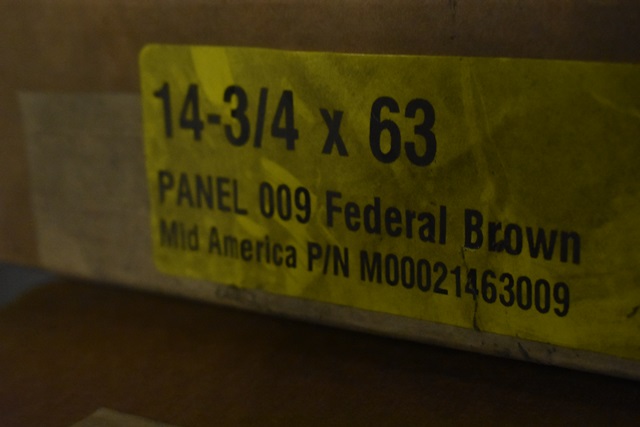 14-3/4 x 63
PANEL 009 Federal Brown
Mid America P/N M00021463009